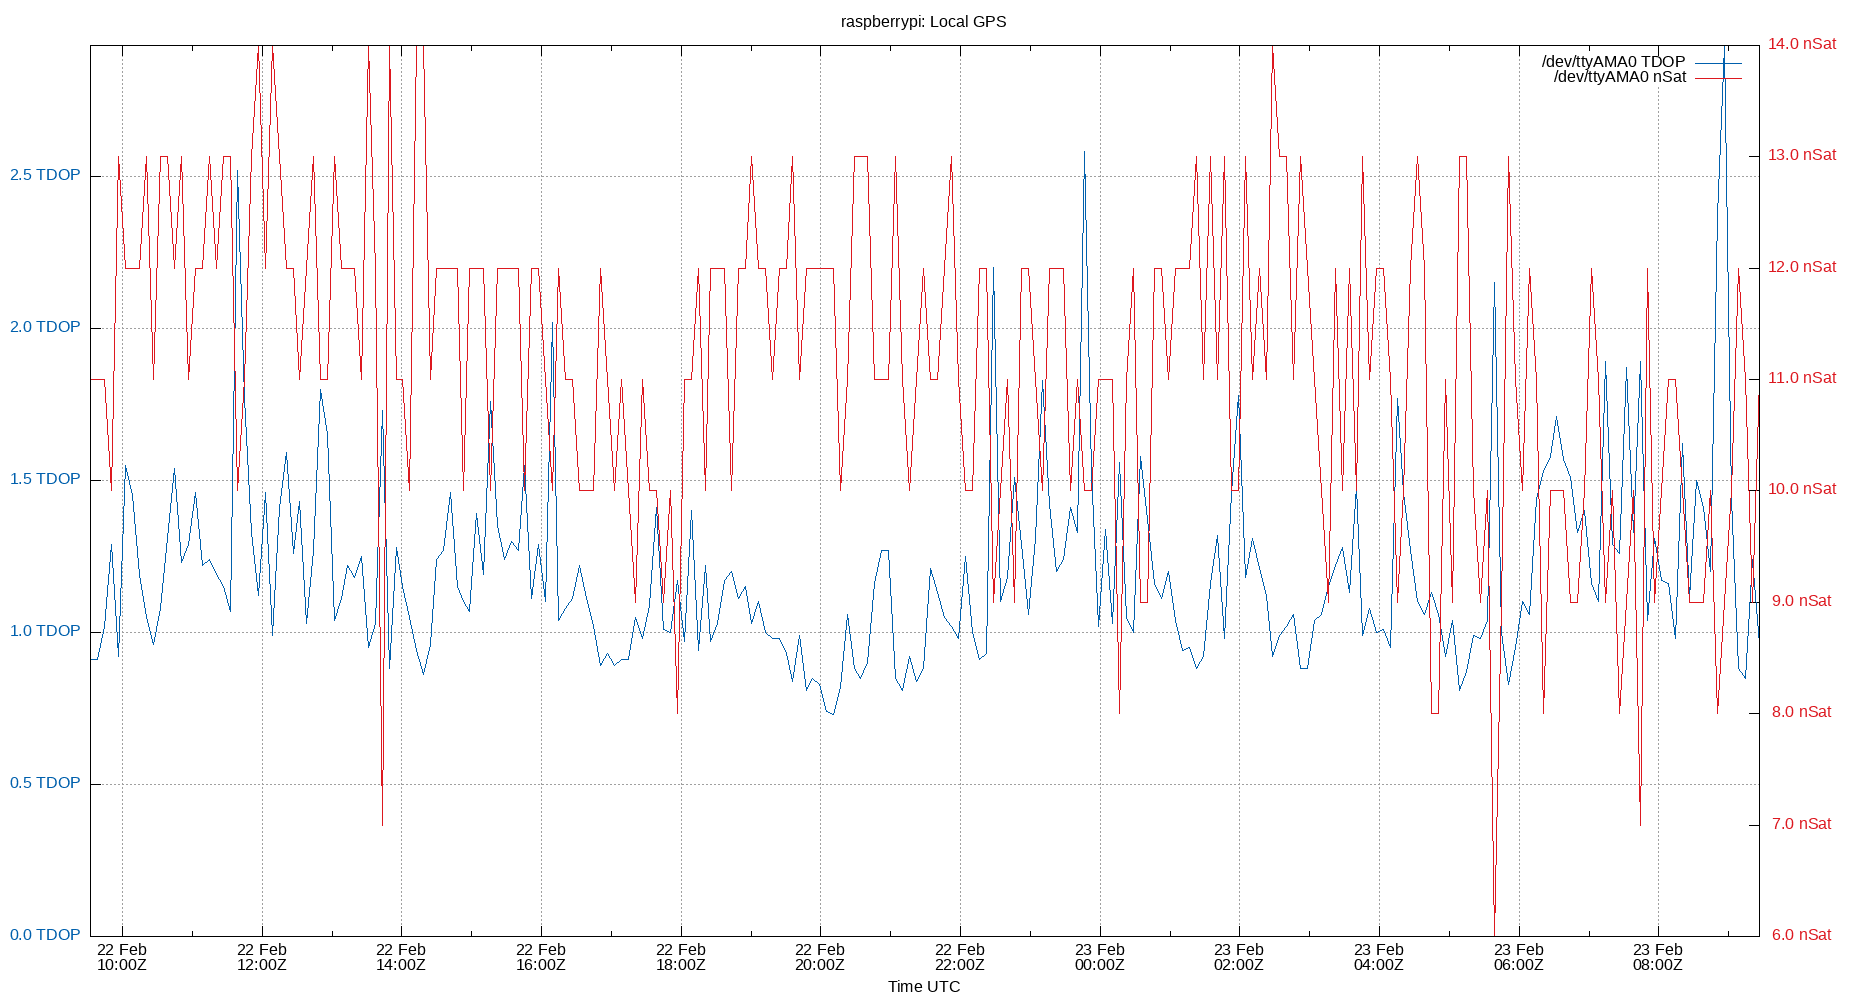 raspberrypi: Local GPS
14.0 nSat
/dev/ttyAMA0 TDOP
/dev/ttyAMA0 nSat
13.0 nSat
2.5 TDOP
12.0 nSat
2.0 TDOP
11.0 nSat
1.5 TDOP
10.0 nSat
9.0 nSat
1.0 TDOP
8.0 nSat
0.5 TDOP
7.0 nSat
0.0 TDOP
6.0 nSat
22 Feb 22 Feb 22 Feb 22 Feb 22 Feb 22 Feb 22 Feb 23 Feb 23 Feb 23 Feb 23 Feb 23 Feb
10:00Z 12:00Z 14:00Z 16:00Z 18:00Z 20:00Z 22:00Z 00:00Z 02:00Z 04:00Z 06:00Z 08:00Z
Time UTC